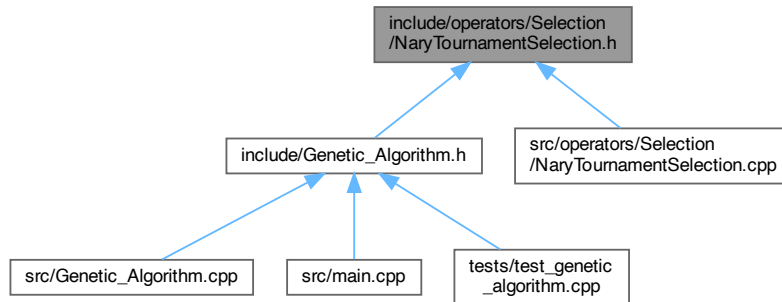 include/operators/Selection
/NaryTournamentSelection.h
include/Genetic_Algorithm.h
src/operators/Selection
/NaryTournamentSelection.cpp
src/Genetic_Algorithm.cpp
src/main.cpp
tests/test_genetic
_algorithm.cpp